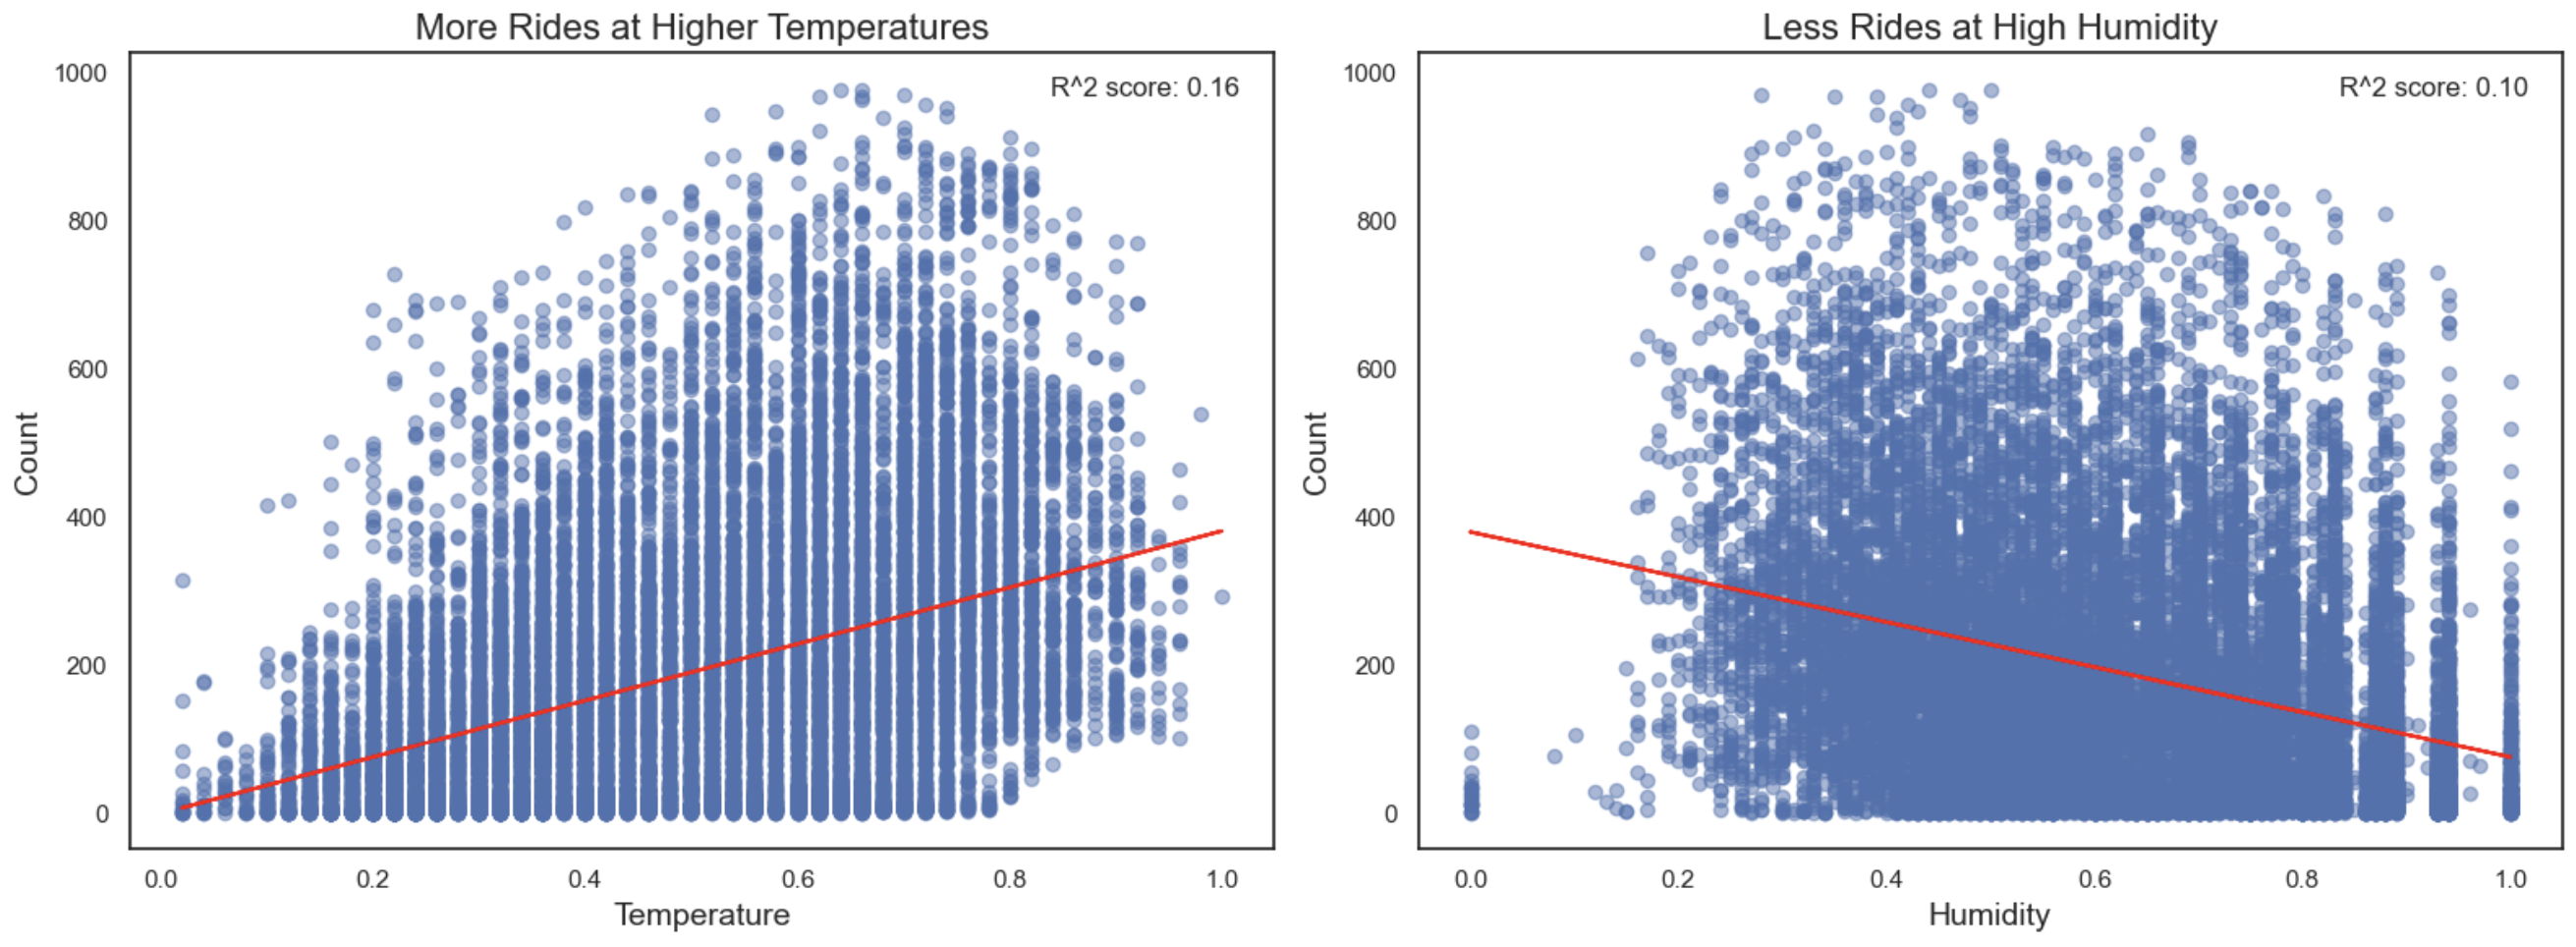 More Rides at Higher Temperatures
R^2 score: 0.16
1000
800
600
400
200
0
Count
0.0 0.2 0.4 0.6 0.8 1.0
Temperature
Less Rides at High Humidity
R^2 score: 0.10
1000
800
600
400
200
0
Count
0.0 0.2 0.4 0.6 0.8 1.0
Humidity